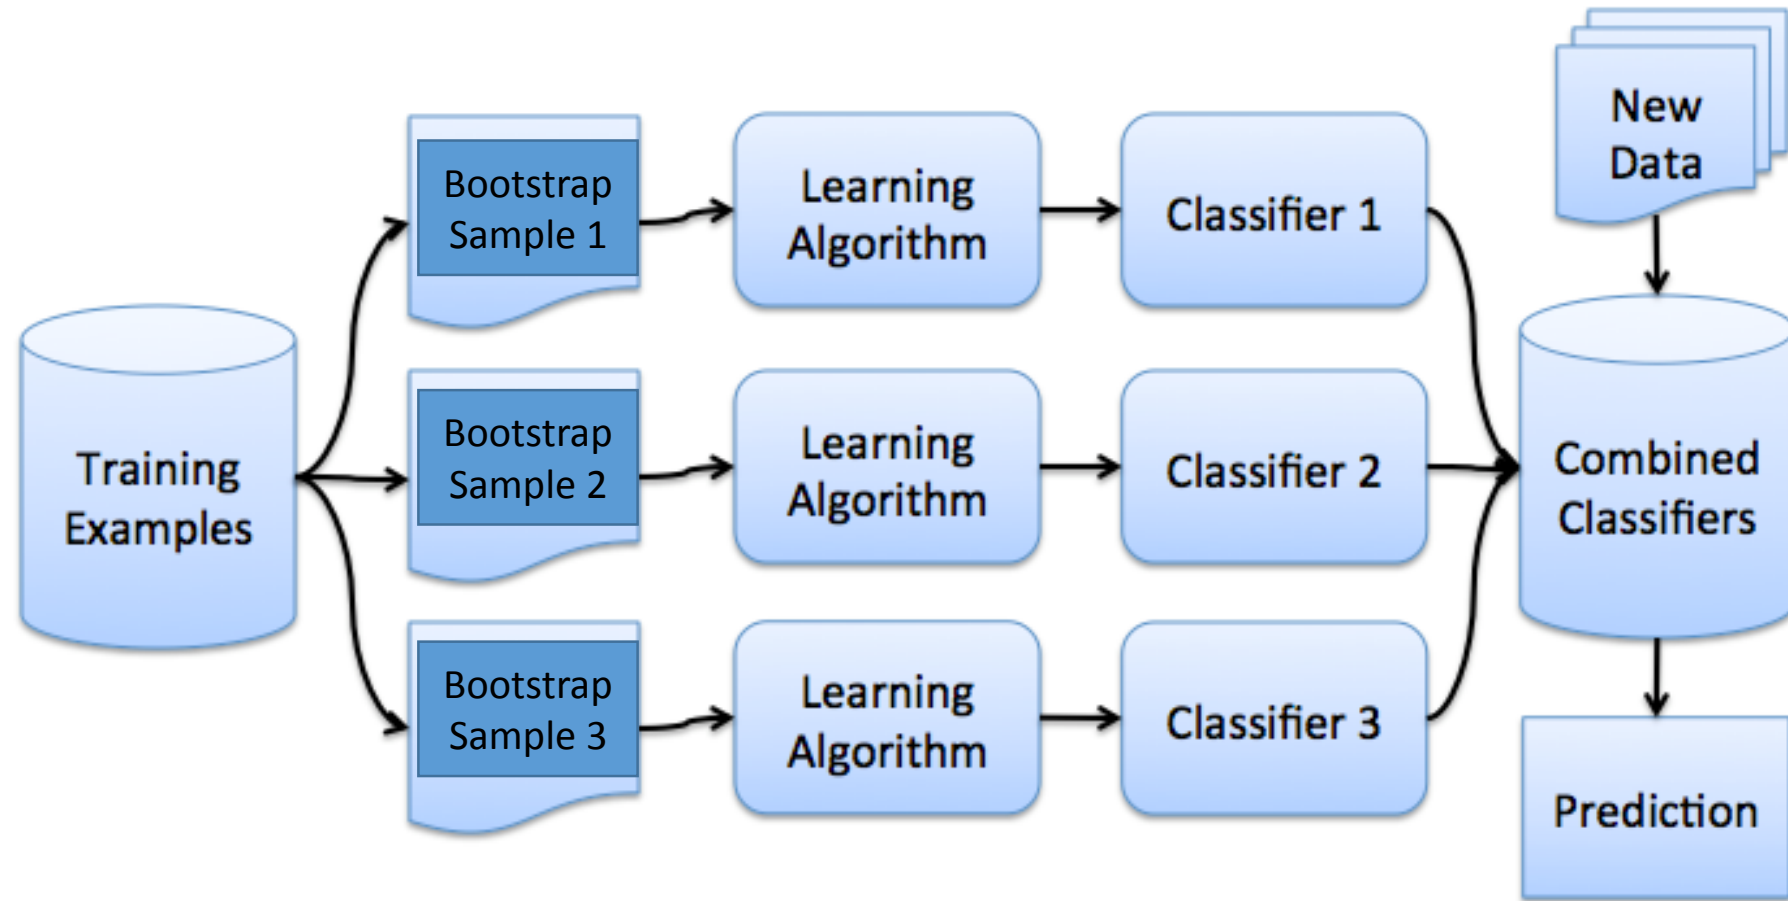 Training
Examples
Bootstrap
Sample 1
Learning
Algorithm
Classifier 1
Bootstrap
Sample 2
Learning
Algorithm
Classifier 2
Bootstrap
Sample 3
Learning
Algorithm
Classifier 3
New
Data
Combined
Classifiers
Prediction